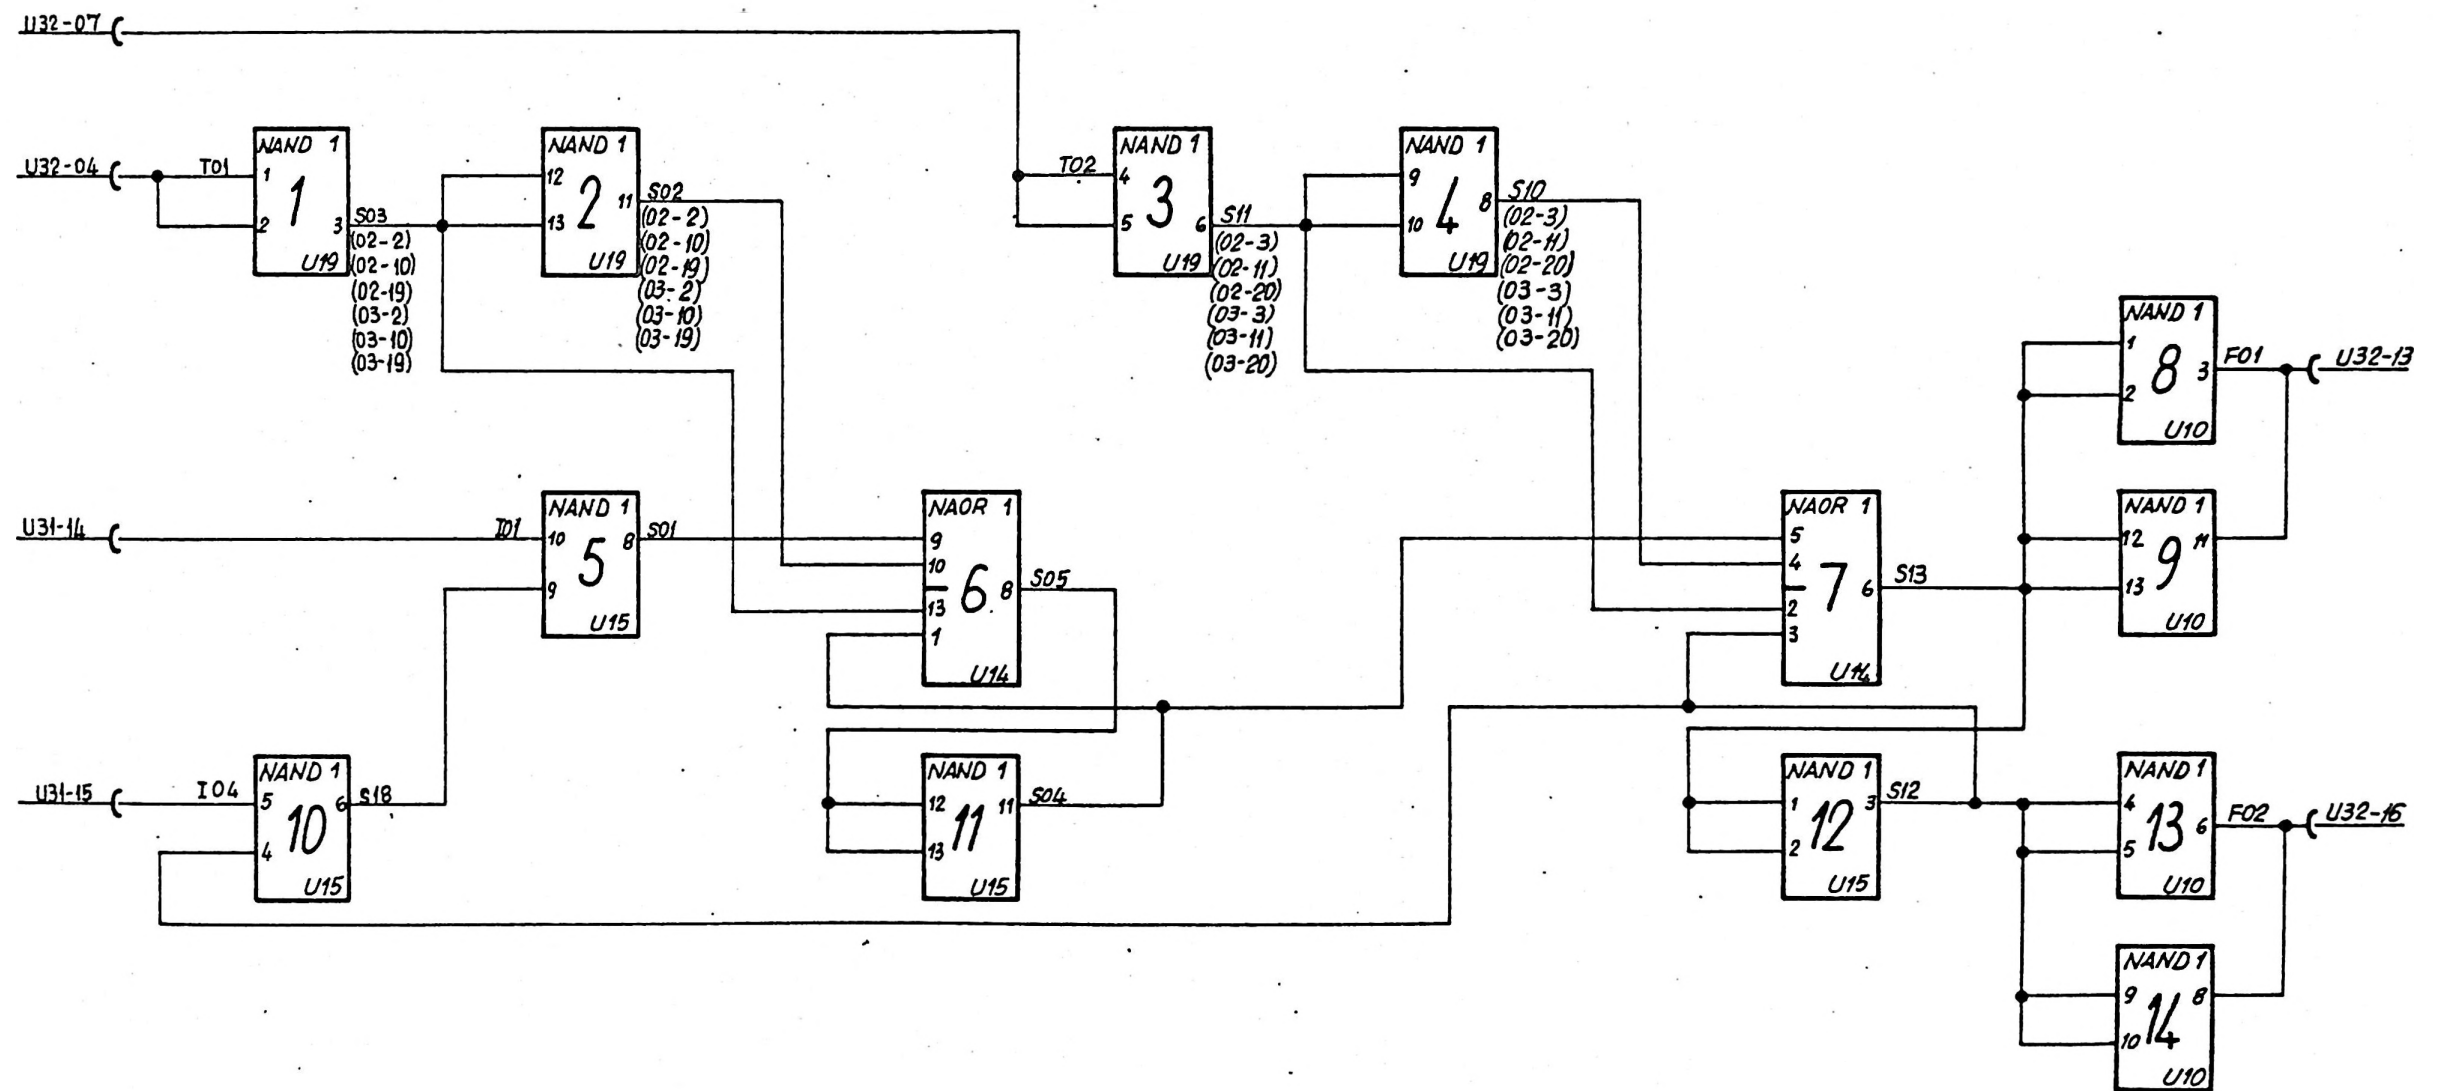 U32-07
U32-04
T01
NAND 1
1
2
1
3
U19
S03
(02-2)
(02-10)
(02-19)
(03-2)
(03-10)
(03-19)
NAND 1
12
13
2
11
U19
S02
(02-2)
(02-10)
(02-19)
(03-2)
(03-10)
(03-19)
T02
NAND 1
4
5
3
6
U19
S11
(02-3)
(02-11)
(02-20)
(03-3)
(03-11)
(03-20)
NAND 1
9
10
4
8
U19
S10
(02-3)
(02-11)
(02-20)
(03-3)
(03-11)
(03-20)
NAND 1
1
2
8
3
U10
F01
U32-13
U31-14
I01
NAND 1
10
9
5
8
U15
S01
NAOR 1
9
10
13
1
6
8
U14
S05
NAOR 1
5
4
2
3
7
6
U14
S13
NAND 1
12
13
9
11
U10
U31-15
I04
NAND 1
5
4
10
6
U15
S18
NAND 1
12
13
11
11
U15
S04
NAND 1
1
2
12
3
U15
S12
NAND 1
4
5
13
6
U10
F02
U32-16
NAND 1
9
10
14
8
U10